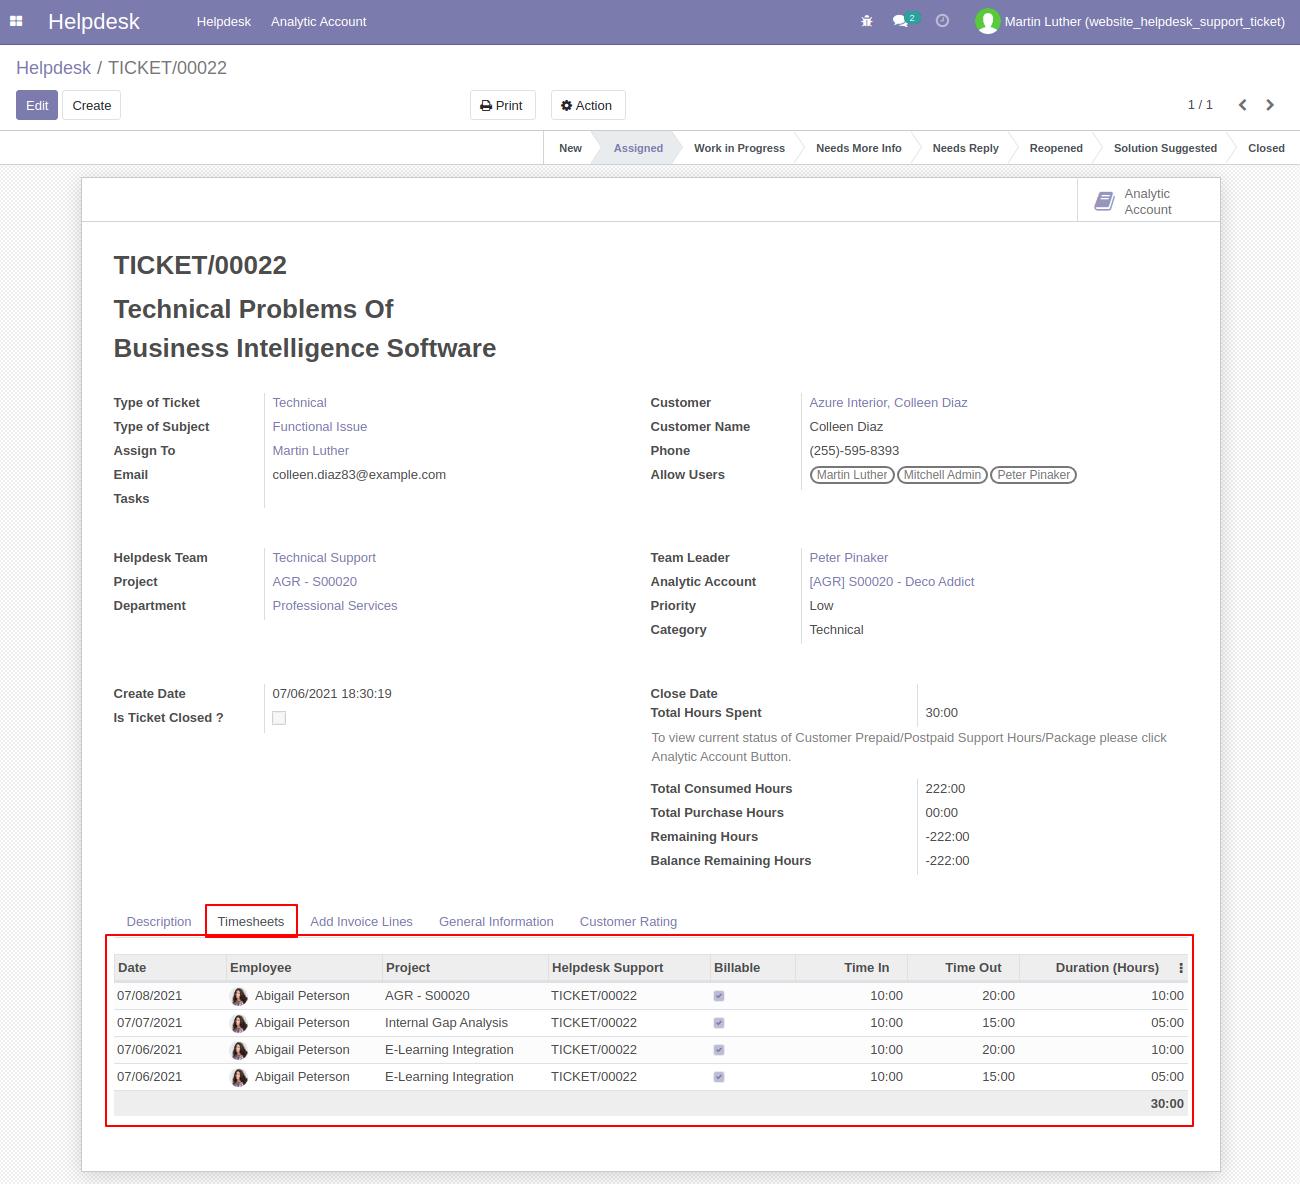 Helpdesk Helpdesk Analytic Account 2 Martin Luther (website_helpdesk_support_ticket)
Helpdesk / TICKET/00022
Edit Create Print Action 1 / 1
New Assigned Work in Progress Needs More Info Needs Reply Reopened Solution Suggested Closed
Analytic
Account
TICKET/00022
Technical Problems Of
Business Intelligence Software
Type of Ticket Technical Customer Azure Interior, Colleen Diaz
Type of Subject Functional Issue Customer Name Colleen Diaz
Assign To Martin Luther Phone (255)-595-8393
Email colleen.diaz83@example.com Allow Users Martin Luther Mitchell Admin Peter Pinaker
Tasks
Helpdesk Team Technical Support Team Leader Peter Pinaker
Project AGR - S00020 Analytic Account [AGR] S00020 - Deco Addict
Department Professional Services Priority Low
Category Technical
Create Date 07/06/2021 18:30:19 Close Date
Total Hours Spent 30:00
Is Ticket Closed ?
To view current status of Customer Prepaid/Postpaid Support Hours/Package please click
Analytic Account Button.
Total Consumed Hours 222:00
Total Purchase Hours 00:00
Remaining Hours -222:00
Balance Remaining Hours -222:00
Description Timesheets Add Invoice Lines General Information Customer Rating
Date Employee Project Helpdesk Support Billable Time In Time Out Duration (Hours)
07/08/2021 Abigail Peterson AGR - S00020 TICKET/00022 10:00 20:00 10:00
07/07/2021 Abigail Peterson Internal Gap Analysis TICKET/00022 10:00 15:00 05:00
07/06/2021 Abigail Peterson E-Learning Integration TICKET/00022 10:00 20:00 10:00
07/06/2021 Abigail Peterson E-Learning Integration TICKET/00022 10:00 15:00 05:00
30:00